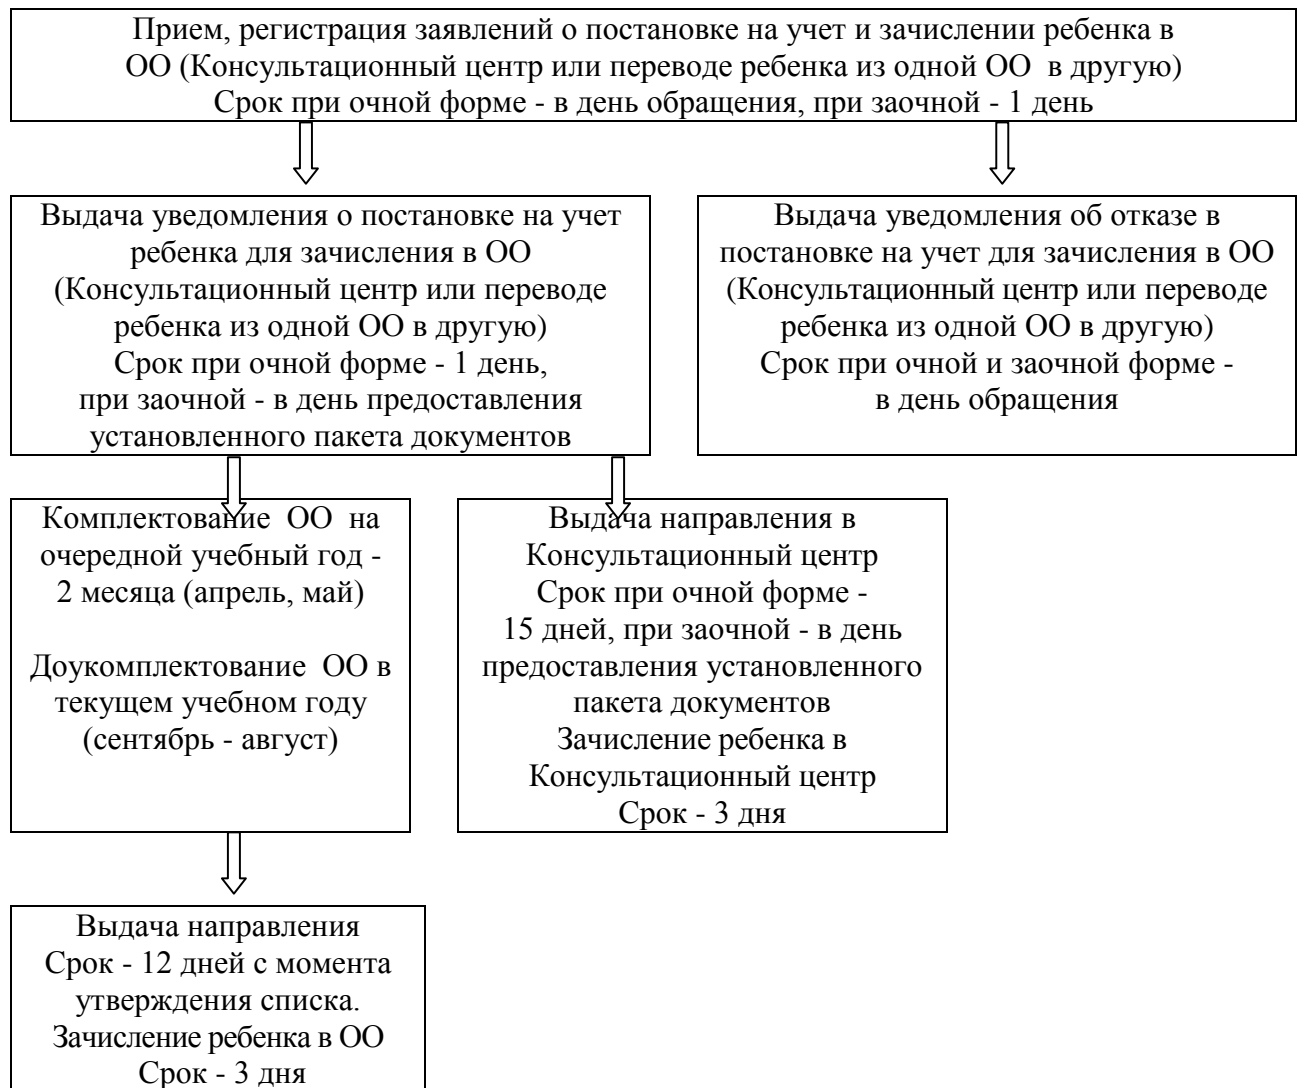 Прием, регистрация заявлений о постановке на учет и зачислении ребенка в
ОО (Консультационный центр или переводе ребенка из одной ОО в другую)
Срок при очной форме - в день обращения, при заочной - 1 день
Выдача уведомления о постановке на учет
ребенка для зачисления в ОО
(Консультационный центр или переводе
ребенка из одной ОО в другую)
Срок при очной форме - 1 день,
при заочной - в день предоставления
установленного пакета документов
Выдача уведомления об отказе в
постановке на учет для зачисления в ОО
(Консультационный центр или переводе
ребенка из одной ОО в другую)
Срок при очной и заочной форме -
в день обращения
Комплектование ОО на
очередной учебный год -
2 месяца (апрель, май)
Доукомплектование ОО в
текущем учебном году
(сентябрь - август)
Выдача направления в
Консультационный центр
Срок при очной форме -
15 дней, при заочной - в день
предоставления установленного
пакета документов
Зачисление ребенка в
Консультационный центр
Срок - 3 дня
Выдача направления
Срок - 12 дней с момента
утверждения списка.
Зачисление ребенка в ОО
Срок - 3 дня